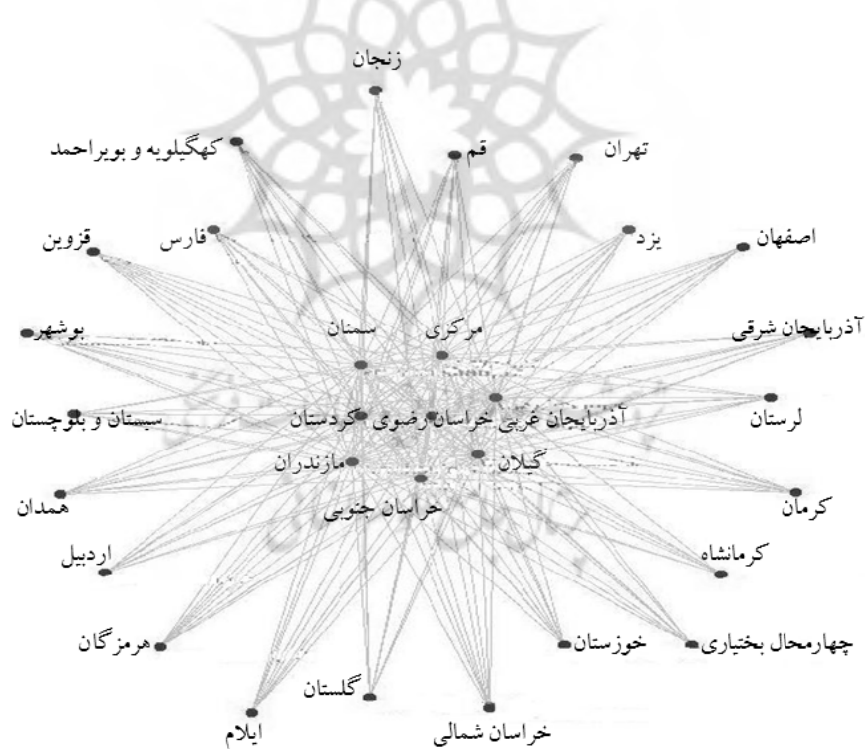 زنجان
کهگیلویه و بویراحمد
قم
تهران
قزوین
فارس
یزد
اصفهان
بوشهر
سمنان
مرکزی
آذربایجان شرقی
سیستان و بلوچستان
کردستان
خراسان رضوی
آذربایجان غربی
لرستان
مازندران
گیلان
همدان
خراسان جنوبی
کرمان
اردبیل
کرمانشاه
هرمزگان
خوزستان
چهارمحال بختیاری
گلستان
ایلام
خراسان شمالی